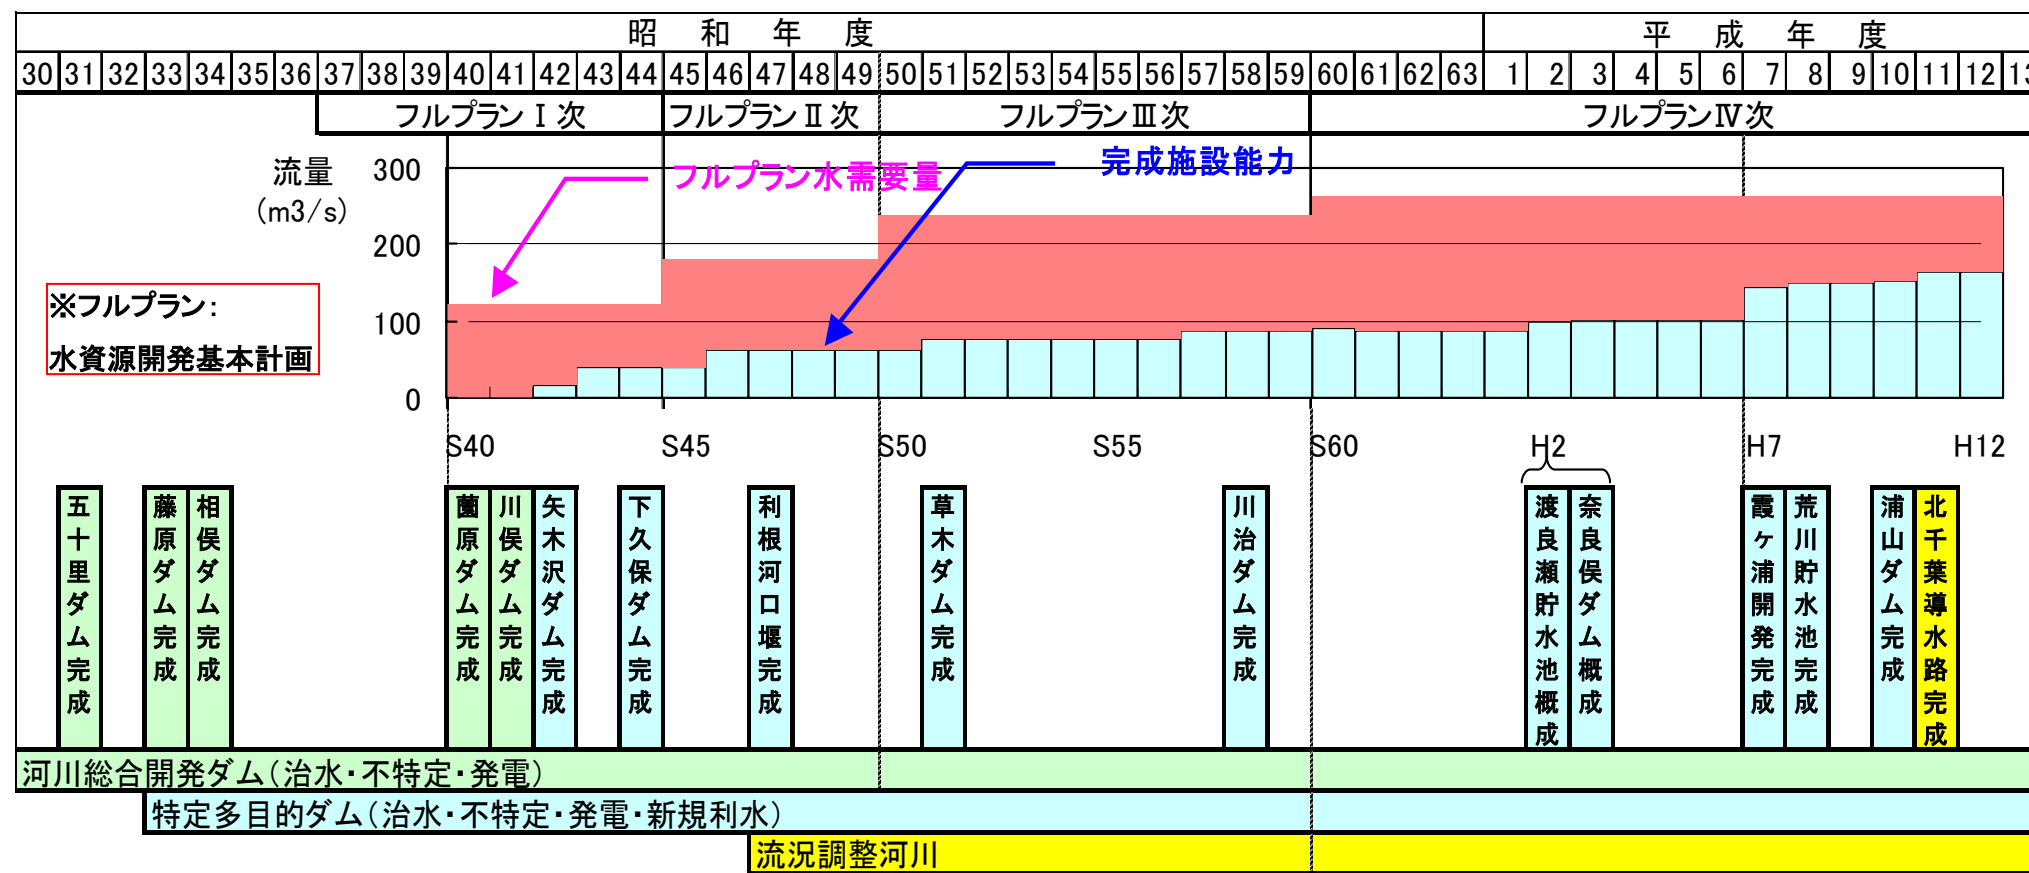 昭和年度 平成年度
30 31 32 33 34 35 36 37 38 39 40 41 42 43 44 45 46 47 48 49 50 51 52 53 54 55 56 57 58 59 60 61 62 63 1 2 3 4 5 6 7 8 9 10 11 12 13
フルプランⅠ次 フルプランⅡ次 フルプランⅢ次 フルプランⅣ次
流量
(m3/s)
300
200
100
0
フルプラン水需要量
完成施設能力
※フルプラン:
水資源開発基本計画
S40 S45 S50 S55 S60 H2 H7 H12
五十里ダム完成
藤原ダム完成
相俣ダム完成
薗原ダム完成
川俣ダム完成
矢木沢ダム完成
下久保ダム完成
利根河口堰完成
草木ダム完成
川治ダム完成
渡良瀬貯水池概成
奈良俣ダム概成
霞ヶ浦開発完成
荒川貯水池完成
浦山ダム完成
北千葉導水路完成
河川総合開発ダム(治水・不特定・発電)
特定多目的ダム(治水・不特定・発電・新規利水)
流況調整河川